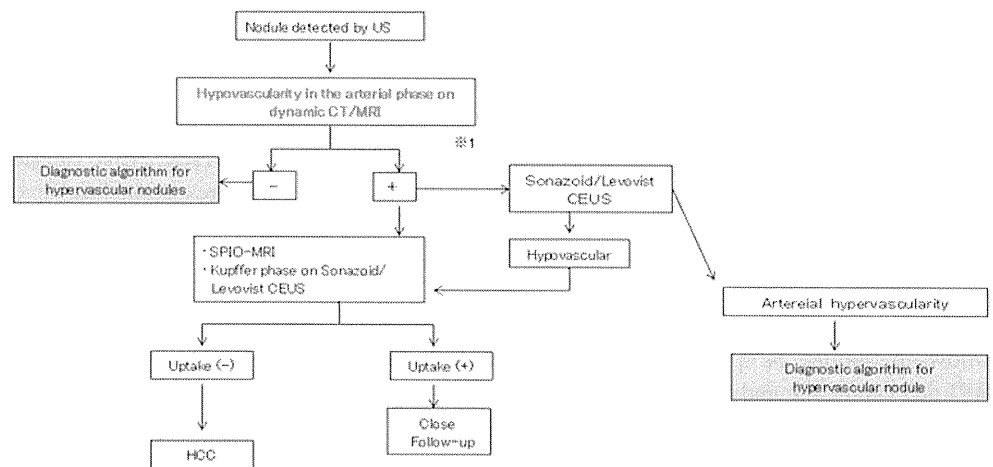 Nodule detected by US
Hypovascularity in the arterial phase on
dynamic CT/MRI
※1
Diagnostic algorithm for
hypervascular nodules
-
+
Sonazoid/Levovist
CEUS
・SPIO-MRI
・Kupffer phase on Sonazoid/
Levovist CEUS
Hypovascular
Artereial hypervascularity
Uptake (-)
Uptake (+)
Diagnostic algorithm for
hypervascular nodule
Close
Follow-up
HCC